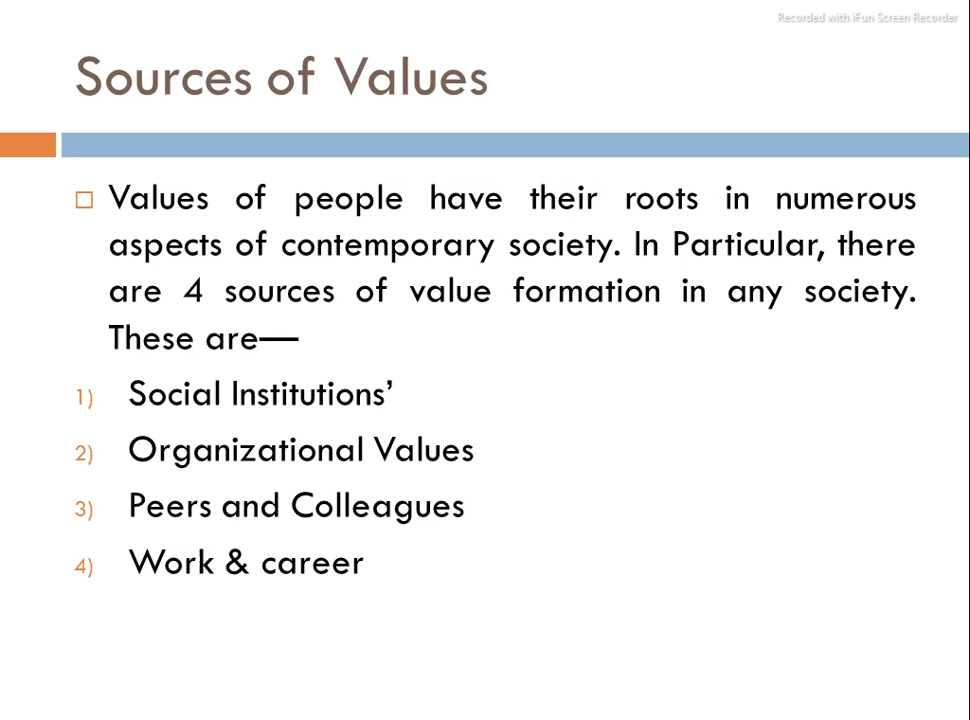 Recorded with iFun Screen Recorder
Sources of Values
Values of people have their roots in numerous
aspects of contemporary society. In Particular, there
are 4 sources of value formation in any society.
These are—
1) Social Institutions’
2) Organizational Values
3) Peers and Colleagues
4) Work & career